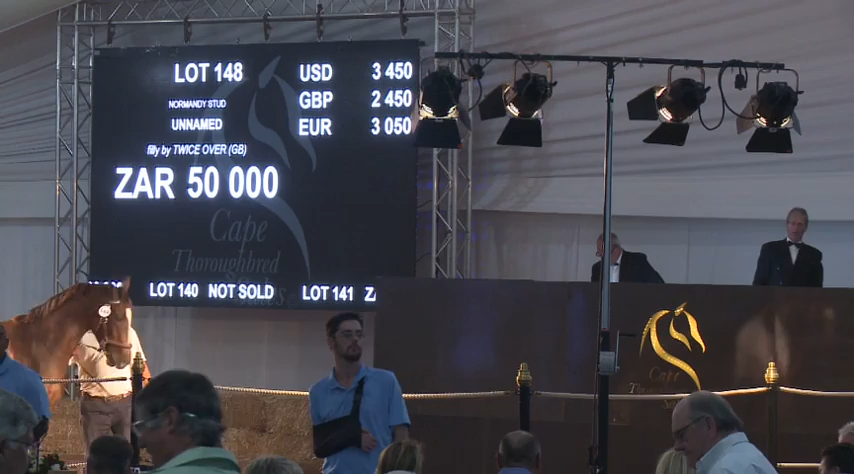 LOT 148 USD 3 450
NORMANDY STUD GBP 2 450
UNNAMED EUR 3 050
filly by TWICE OVER (GB)
ZAR 50 000
Cape
Thoroughbred
LOT 140 NOT SOLD LOT 141
Cape